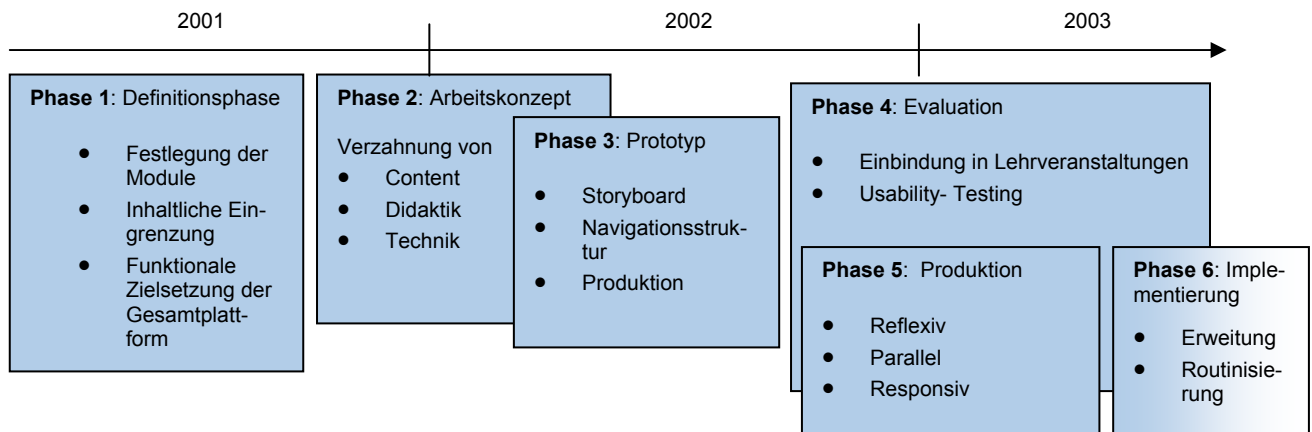 2001
2002
2003
Phase 1: Definitionsphase
● Festlegung der
Module
● Inhaltliche Ein-
grenzung
● Funktionale
Zielsetzung der
Gesamtplatt-
form
Phase 2: Arbeitskonzept
Verzahnung von
● Content
● Didaktik
● Technik
Phase 3: Prototyp
● Storyboard
● Navigationsstruk-
tur
● Produktion
Phase 4: Evaluation
● Einbindung in Lehrveranstaltungen
● Usability- Testing
Phase 5: Produktion
● Reflexiv
● Parallel
● Responsiv
Phase 6: Imple-
mentierung
● Erweitung
● Routinisie-
rung